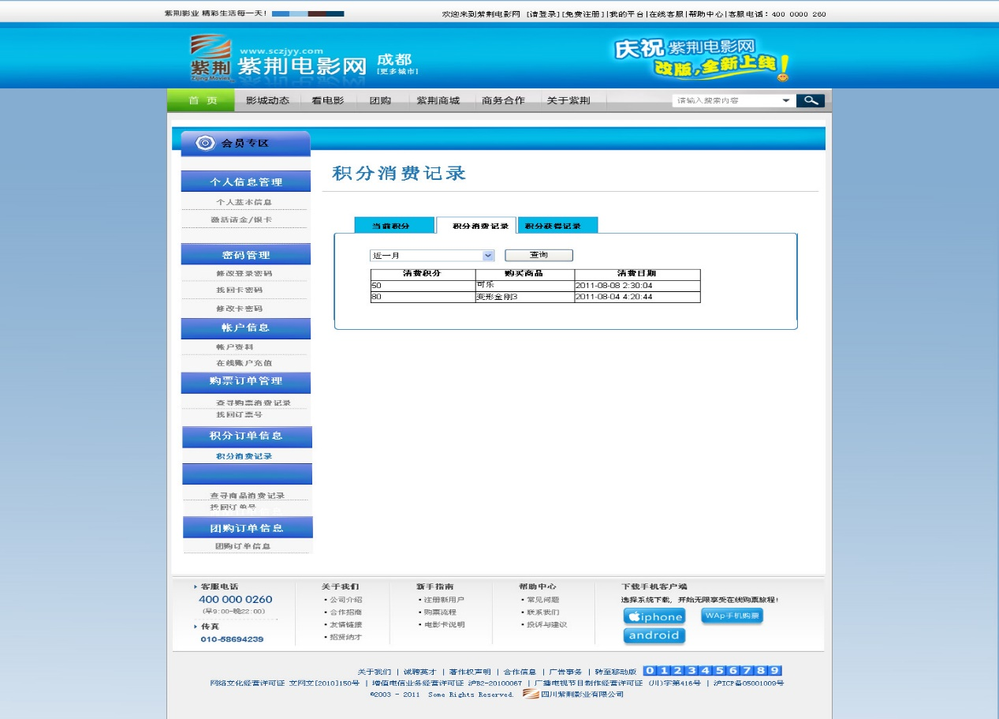 紫荆影业 精彩生活每一天!
欢迎来到紫荆电影网 [请登录][免费注册]|我的平台|在线客服|帮助中心|客服电话：400 0000 260
紫荆
Zijing Movies
www.sczjyy.com
紫荆电影网
成都
[更多城市]
庆祝紫荆电影网
改版,全新上线!
首 页 影城动态 看电影 团购 紫荆商城 商务合作 关于紫荆
请输入搜索内容
会员专区
个人信息管理
个人基本信息
激活请金/银卡
密码管理
修改登录密码
找回卡密码
修改卡密码
帐户信息
帐户资料
在线账户充值
购票订单管理
查寻购票消费记录
找回订票号
积分订单信息
积分消费记录
查寻商品消费记录
找回订单号
团购订单信息
团购订单信息
积分消费记录
当前积分 积分消费记录 积分获得记录
近一月 查询
消费积分 购买商品 消费日期
50 可乐 2011-08-08 2:30:04
80 变形金刚3 2011-08-04 4:20:44
客服电话
400 000 0260
(早9:00-晚22:00)
传真
010-58694239
关于我们
公司介绍
合作招商
友情链接
招贤纳才
新手指南
注册新用户
购票流程
电影卡说明
帮助中心
常见问题
联系我们
投诉与建议
下载手机客户端
选择系统下载，开始无限享受在线购票旅程!
iphone
WAp手机购票
android
关于我们 | 诚聘英才 | 著作权声明 | 合作信息 | 广告事务 | 转至移动版 0 1 2 3 4 5 6 7 8 9
网络文化经营许可证 文网文[2010]150号 | 增值电信业务经营许可证 沪B2-20100067 | 广播电视节目制作经营许可证 (川)字第416号 | 沪ICP备05001009号
©2003 - 2011 Some Rights Reserved. 四川紫荆影业有限公司